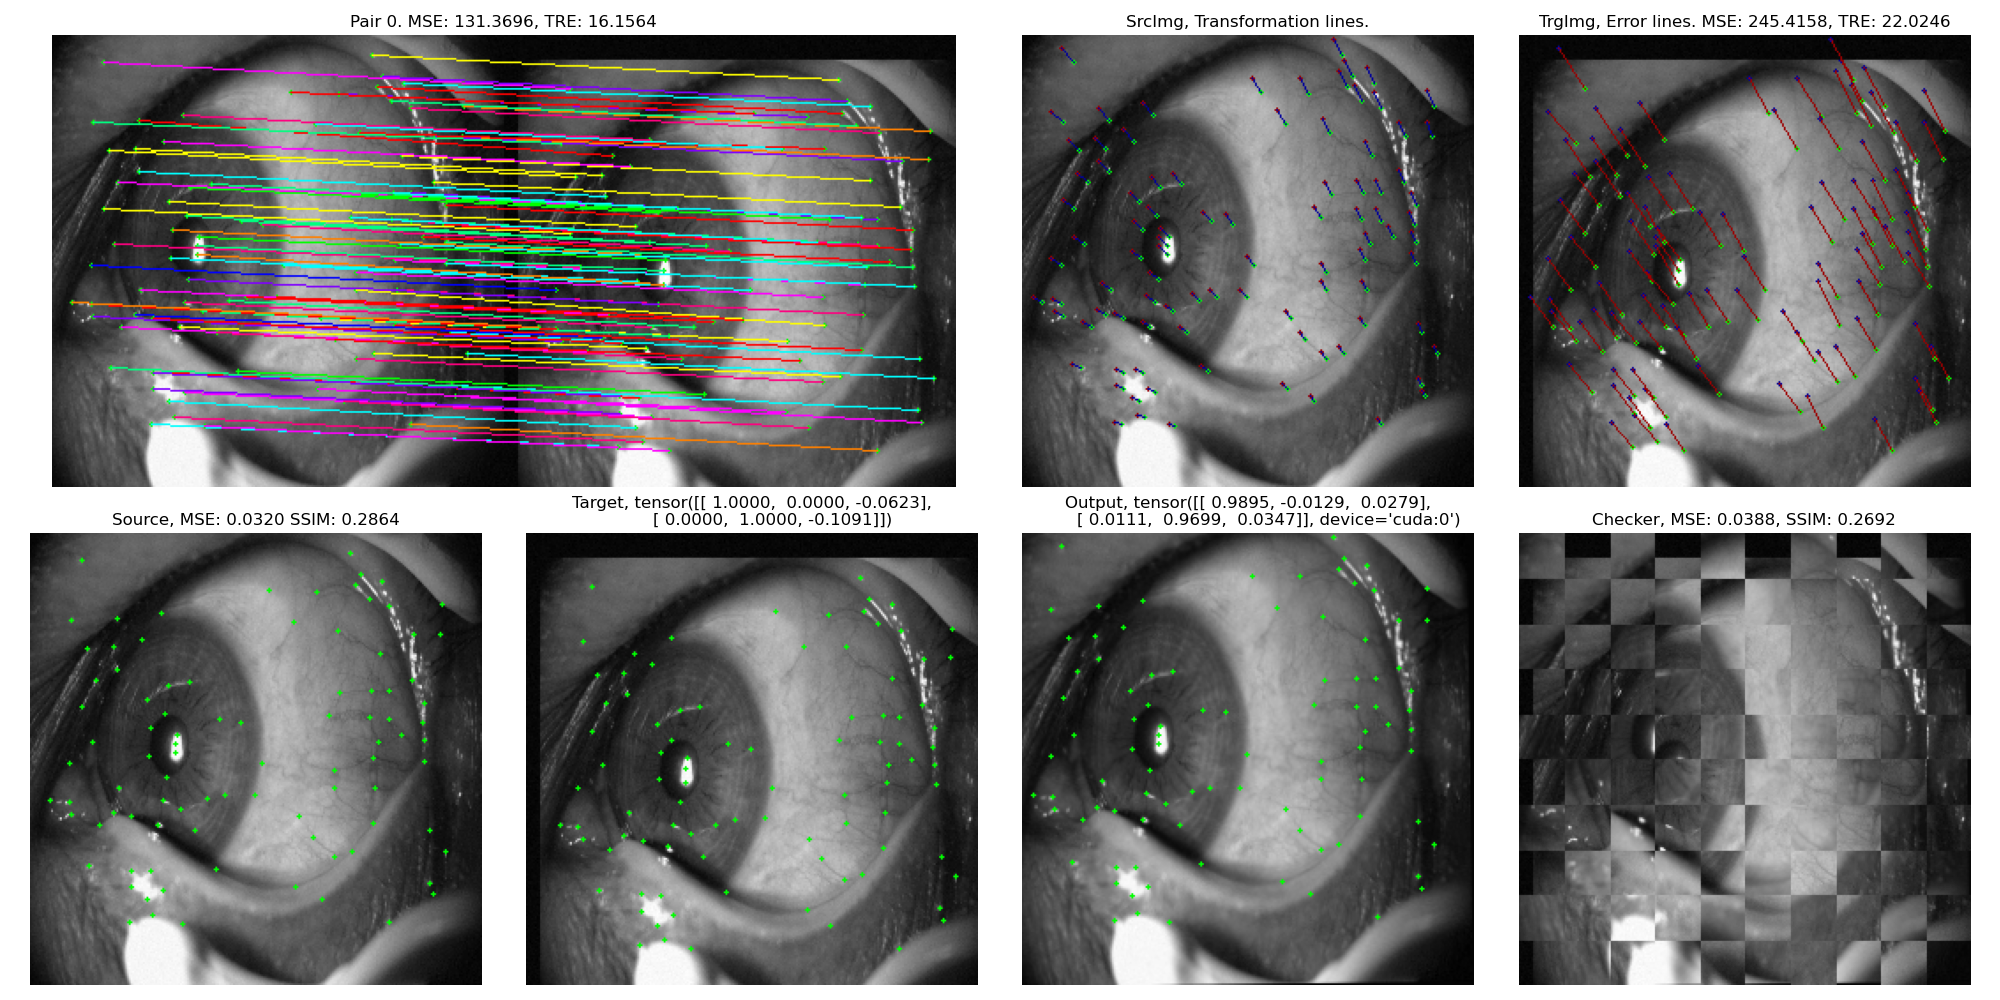 Pair 0. MSE: 131.3696, TRE: 16.1564
SrcImg, Transformation lines.
TrgImg, Error lines. MSE: 245.4158, TRE: 22.0246
Source, MSE: 0.0320 SSIM: 0.2864
Target, tensor([[ 1.0000,  0.0000, -0.0623],
[ 0.0000,  1.0000, -0.1091]])
Output, tensor([[ 0.9895, -0.0129,  0.0279],
[ 0.0111,  0.9699,  0.0347]], device='cuda:0')
Checker, MSE: 0.0388, SSIM: 0.2692